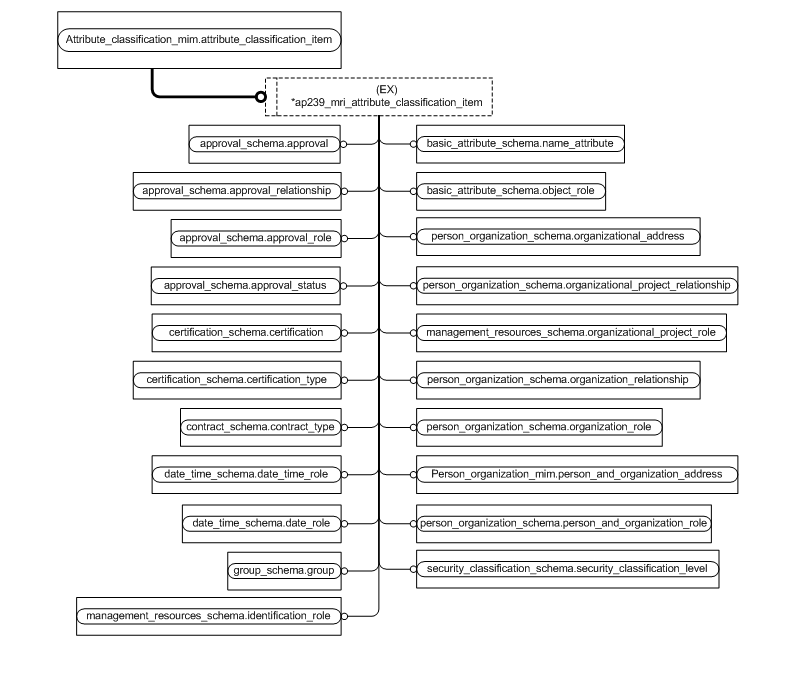 Attribute_classification_mim.attribute_classification_item
(EX)
*ap239_mri_attribute_classification_item
approval_schema.approval
basic_attribute_schema.name_attribute
approval_schema.approval_relationship
basic_attribute_schema.object_role
approval_schema.approval_role
person_organization_schema.organizational_address
approval_schema.approval_status
person_organization_schema.organizational_project_relationship
certification_schema.certification
management_resources_schema.organizational_project_role
certification_schema.certification_type
person_organization_schema.organization_relationship
contract_schema.contract_type
person_organization_schema.organization_role
date_time_schema.date_time_role
Person_organization_mim.person_and_organization_address
date_time_schema.date_role
person_organization_schema.person_and_organization_role
group_schema.group
security_classification_schema.security_classification_level
management_resources_schema.identification_role